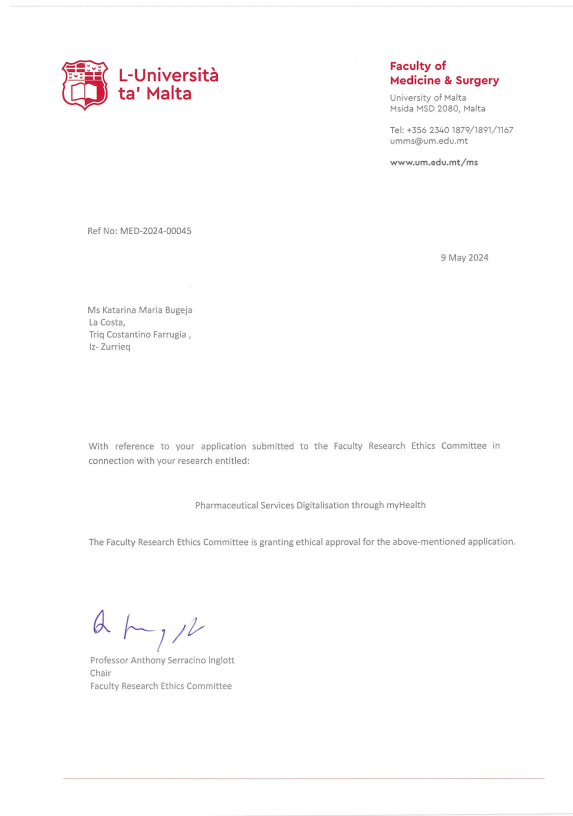 L-Università
ta' Malta
Faculty of
Medicine & Surgery
University of Malta
Msida MSD 2080, Malta
Tel: +356 2340 1879/1891/1167
umms@um.edu.mt
www.um.edu.mt/ms
Ref No: MED-2024-00045
9 May 2024
Ms Katarina Maria Bugeja
La Costa,
Triq Costantino Farrugia ,
Iz- Zurrieq
With reference to your application submitted to the Faculty Research Ethics Committee in
connection with your research entitled:
Pharmaceutical Services Digitalisation through myHealth
The Faculty Research Ethics Committee is granting ethical approval for the above-mentioned application.
Professor Anthony Serracino Inglott
Chair
Faculty Research Ethics Committee